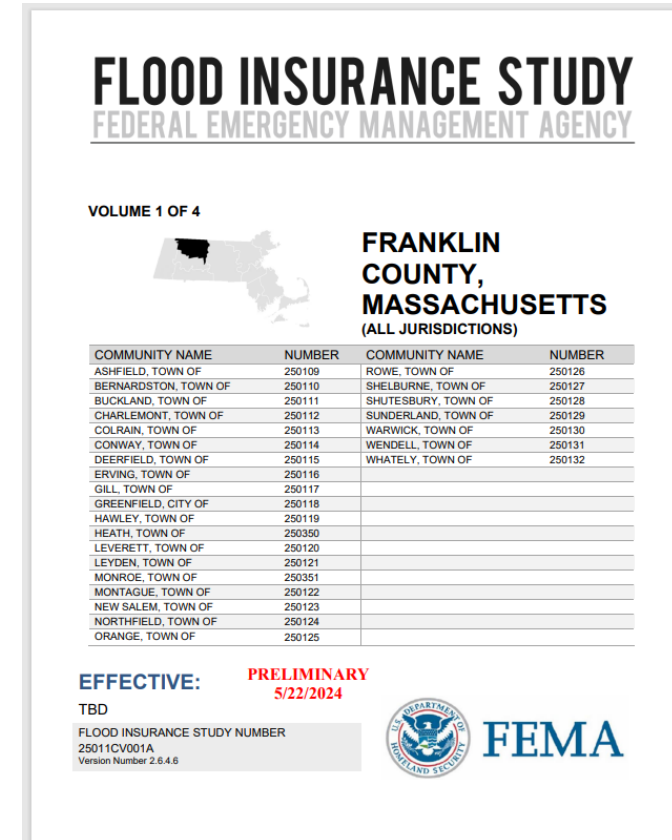 FLOOD INSURANCE STUDY
FEDERAL EMERGENCY MANAGEMENT AGENCY
VOLUME 1 OF 4
FRANKLIN
COUNTY,
MASSACHUSETTS
(ALL JURISDICTIONS)
COMMUNITY NAME NUMBER COMMUNITY NAME NUMBER
ASHFIELD, TOWN OF 250109 ROWE, TOWN OF 250126
BERNARDSTON, TOWN OF 250110 SHELBURNE, TOWN OF 250127
BUCKLAND, TOWN OF 250111 SHUTESBURY, TOWN OF 250128
CHARLEMONT, TOWN OF 250112 SUNDERLAND, TOWN OF 250129
COLRAIN, TOWN OF 250113 WARWICK, TOWN OF 250130
CONWAY, TOWN OF 250114 WENDELL, TOWN OF 250131
DEERFIELD, TOWN OF 250115 WHATELY, TOWN OF 250132
ERVING, TOWN OF 250116
GILL, TOWN OF 250117
GREENFIELD, CITY OF 250118
HAWLEY, TOWN OF 250119
HEATH, TOWN OF 250350
LEVERETT, TOWN OF 250120
LEYDEN, TOWN OF 250121
MONROE, TOWN OF 250351
MONTAGUE, TOWN OF 250122
NEW SALEM, TOWN OF 250123
NORTHFIELD, TOWN OF 250124
ORANGE, TOWN OF 250125
EFFECTIVE:
TBD
PRELIMINARY
5/22/2024
FLOOD INSURANCE STUDY NUMBER
25011CV001A
Version Number 2.6.4.6
U.S. DEPARTMENT OF HOMELAND SECURITY
FEMA